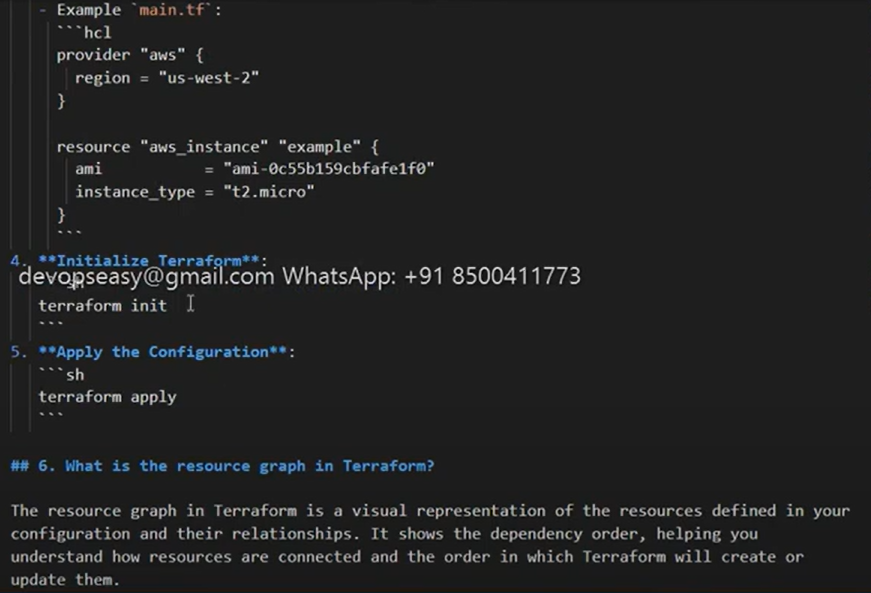 - Example `main.tf`:
```hcl
provider "aws" {
region = "us-west-2"
}
resource "aws_instance" "example" {
ami = "ami-0c55b159cbfafe1f0"
instance_type = "t2.micro"
}
```
4. **Initialize Terraform**:
devopseasy@gmail.com WhatsApp: +91 8500411773
```sh
terraform init
```
5. **Apply the Configuration**:
```sh
terraform apply
```
## 6. What is the resource graph in Terraform?
The resource graph in Terraform is a visual representation of the resources defined in your
configuration and their relationships. It shows the dependency order, helping you
understand how resources are connected and the order in which Terraform will create or
update them.